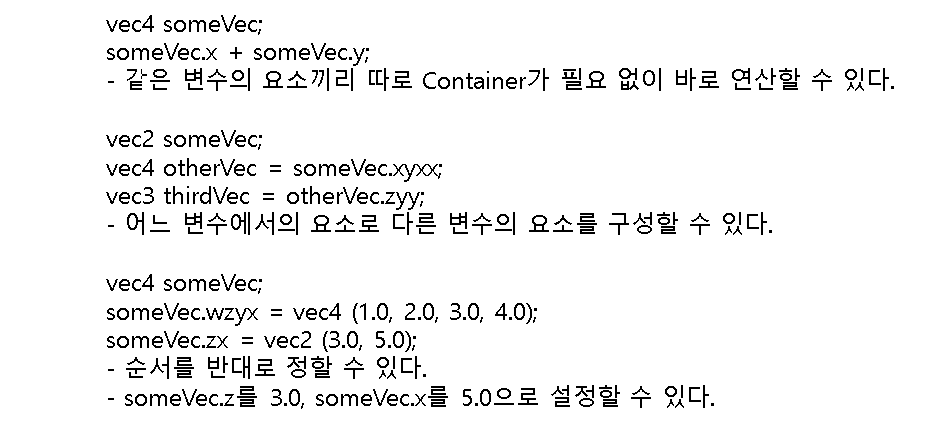 vec4 someVec;
someVec.x + someVec.y;
- 같은 변수의 요소끼리 따로 Container가 필요 없이 바로 연산할 수 있다.
vec2 someVec;
vec4 otherVec = someVec.xyxx;
vec3 thirdVec = otherVec.zyy;
- 어느 변수에서의 요소로 다른 변수의 요소를 구성할 수 있다.
vec4 someVec;
someVec.wzyx = vec4 (1.0, 2.0, 3.0, 4.0);
someVec.zx = vec2 (3.0, 5.0);
- 순서를 반대로 정할 수 있다.
- someVec.z를 3.0, someVec.x를 5.0으로 설정할 수 있다.